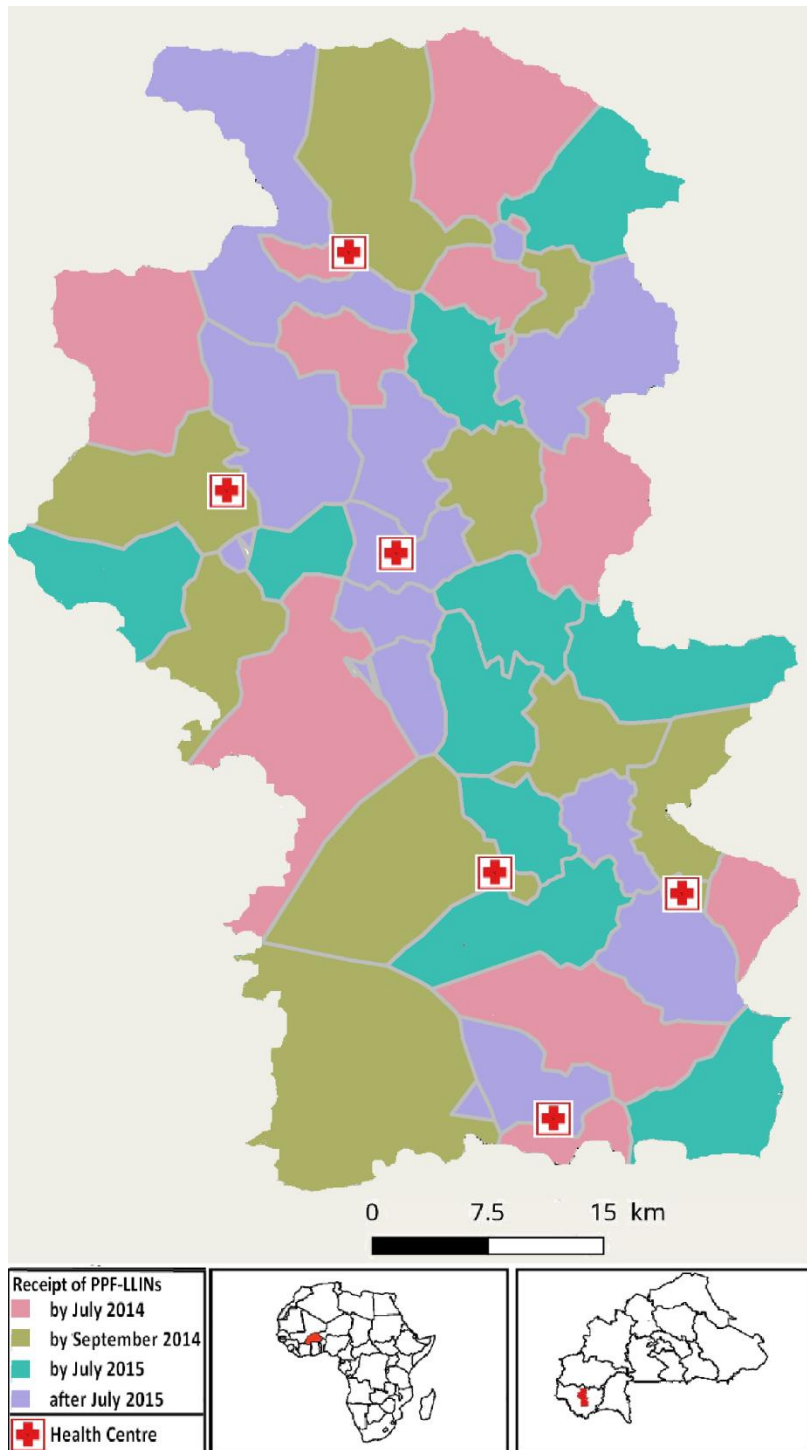 0 7.5 15 km
Receipt of PPF-LLINs
by July 2014
by September 2014
by July 2015
after July 2015
Health Centre